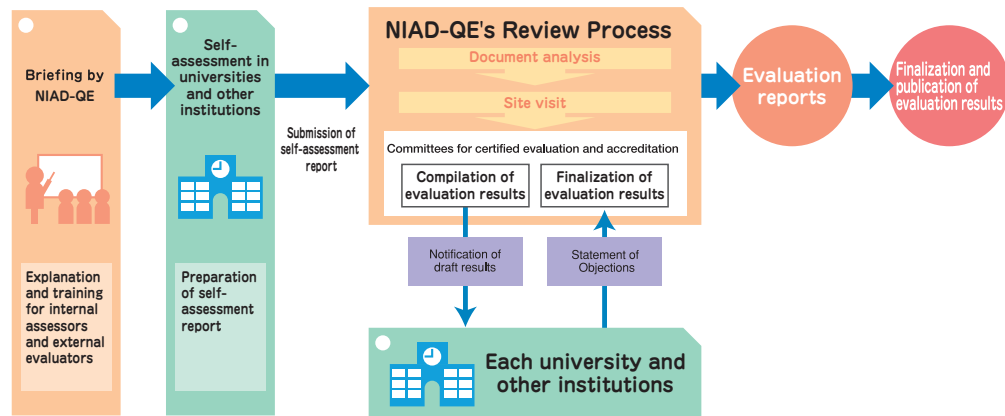 Briefing by
NIAD-QE
Explanation
and training
for internal
assessors
and external
evaluators
Self-
assessment in
universities
and other
institutions
Preparation
of self-
assessment
report
Submission of
self-assessment
report
NIAD-QE's Review Process
Document analysis
Site visit
Committees for certified evaluation and accreditation
Compilation of
evaluation results
Finalization of
evaluation results
Notification of
draft results
Statement of
Objections
Each university and
other institutions
Evaluation
reports
Finalization and
publication of
evaluation results